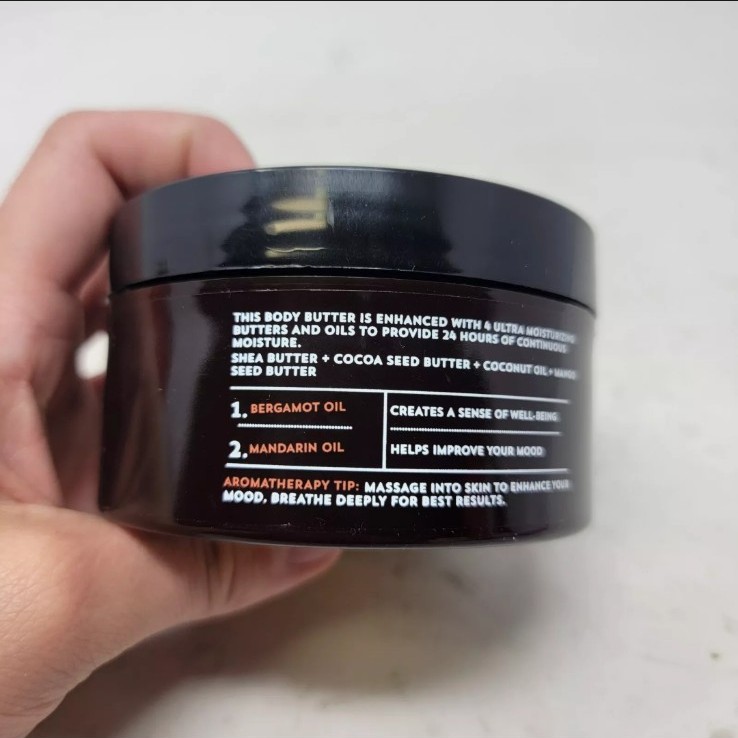 THIS BODY BUTTER IS ENHANCED WITH 4 ULTRA MOISTURIZING
BUTTERS AND OILS TO PROVIDE 24 HOURS OF CONTINUOUS
MOISTURE.
SHEA BUTTER + COCOA SEED BUTTER + COCONUT OIL + MANGO
SEED BUTTER
1. BERGAMOT OIL CREATES A SENSE OF WELL-BEING
2. MANDARIN OIL HELPS IMPROVE YOUR MOOD
AROMATHERAPY TIP: MASSAGE INTO SKIN TO ENHANCE YOUR
MOOD, BREATHE DEEPLY FOR BEST RESULTS.